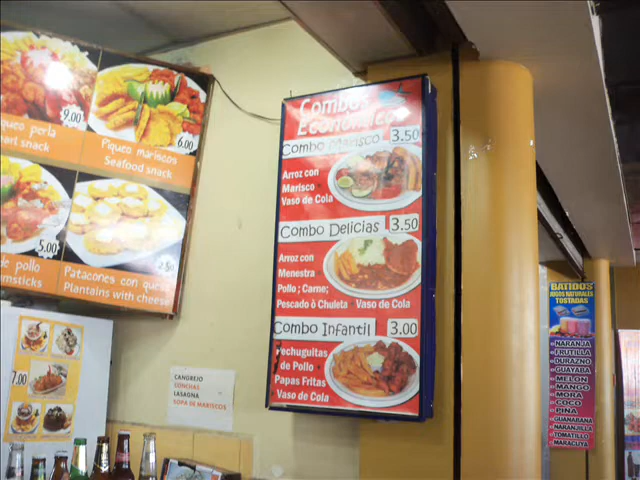 9.00
queo perla
art snack
6.00
Piqueo mariscos
Seafood snack
5.00
de pollo
umsticks
2.50
Patacones con queso
Plantains with cheese
7.00
CANGREJO
CONCHAS
LASAGNA
SOPA DE MARISCOS
Combos
Económico
Combo Marisco 3.50
Arroz con
Marisco
Vaso de Cola
Combo Delicias 3.50
Arroz con
Menestra
Pollo; Carne;
Pescado ò Chuleta Vaso de Cola
Combo Infantil 3.00
Pechuguitas
de Pollo
Papas Fritas
Vaso de Cola
BATIDOS
JUGOS NATURALES
TOSTADAS
- NARANJA
- FRUTILLA
- DURAZNO
- GUAYABA
- MELON
- MANGO
- MORA
- COCO
- PIÑA
- GUANABANA
- NARANJILLA
- TOMATILLO
- MARACUYA